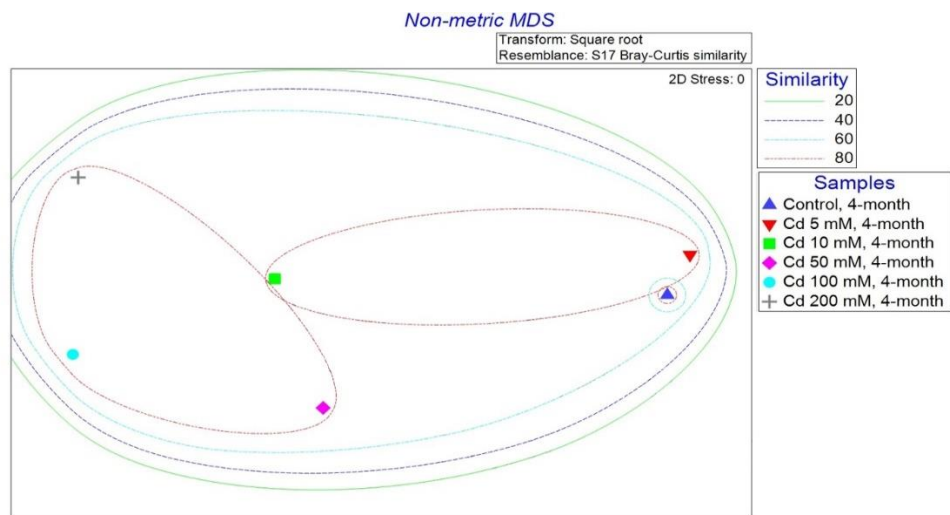 Non-metric MDS
Transform: Square root
Resemblance: S17 Bray-Curtis similarity
2D Stress: 0
Similarity
20
40
60
80
Samples
Control, 4-month
Cd 5 mM, 4-month
Cd 10 mM, 4-month
Cd 50 mM, 4-month
Cd 100 mM, 4-month
Cd 200 mM, 4-month